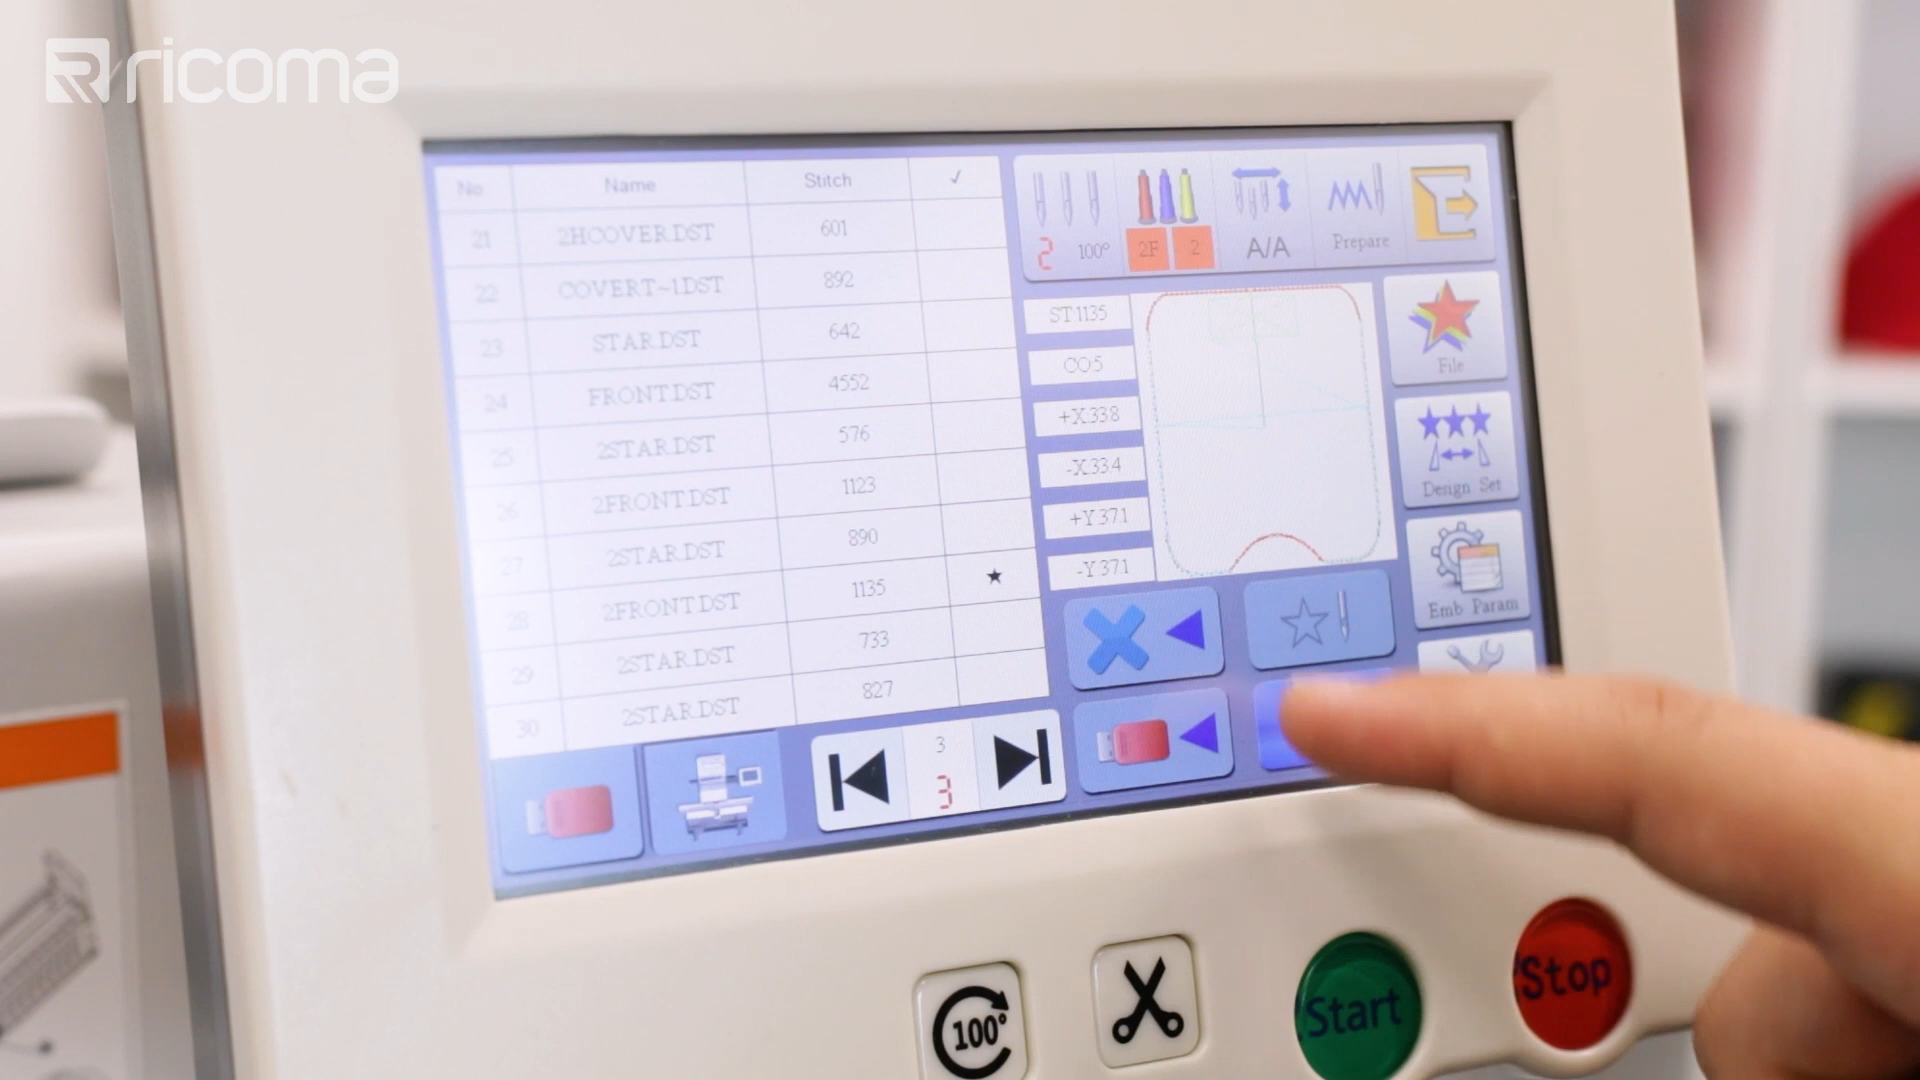 ricoma
No Name Stitch ✓
21 2HCOVER.DST 601
22 COVERT~1.DST 892
23 STAR.DST 642
24 FRONT.DST 4552
25 2STAR.DST 576
26 2FRONT.DST 1123
27 2STAR.DST 890
28 2FRONT.DST 1135 ★
29 2STAR.DST 733
30 2STAR.DST 827
3
3
2 100° 2F 2 A/A Prepare
ST:1135
CO:5
+X:33.8
-X:33.4
+Y:37.1
-Y:37.1
File
Design Set
Emb Param
100°
Start
Stop